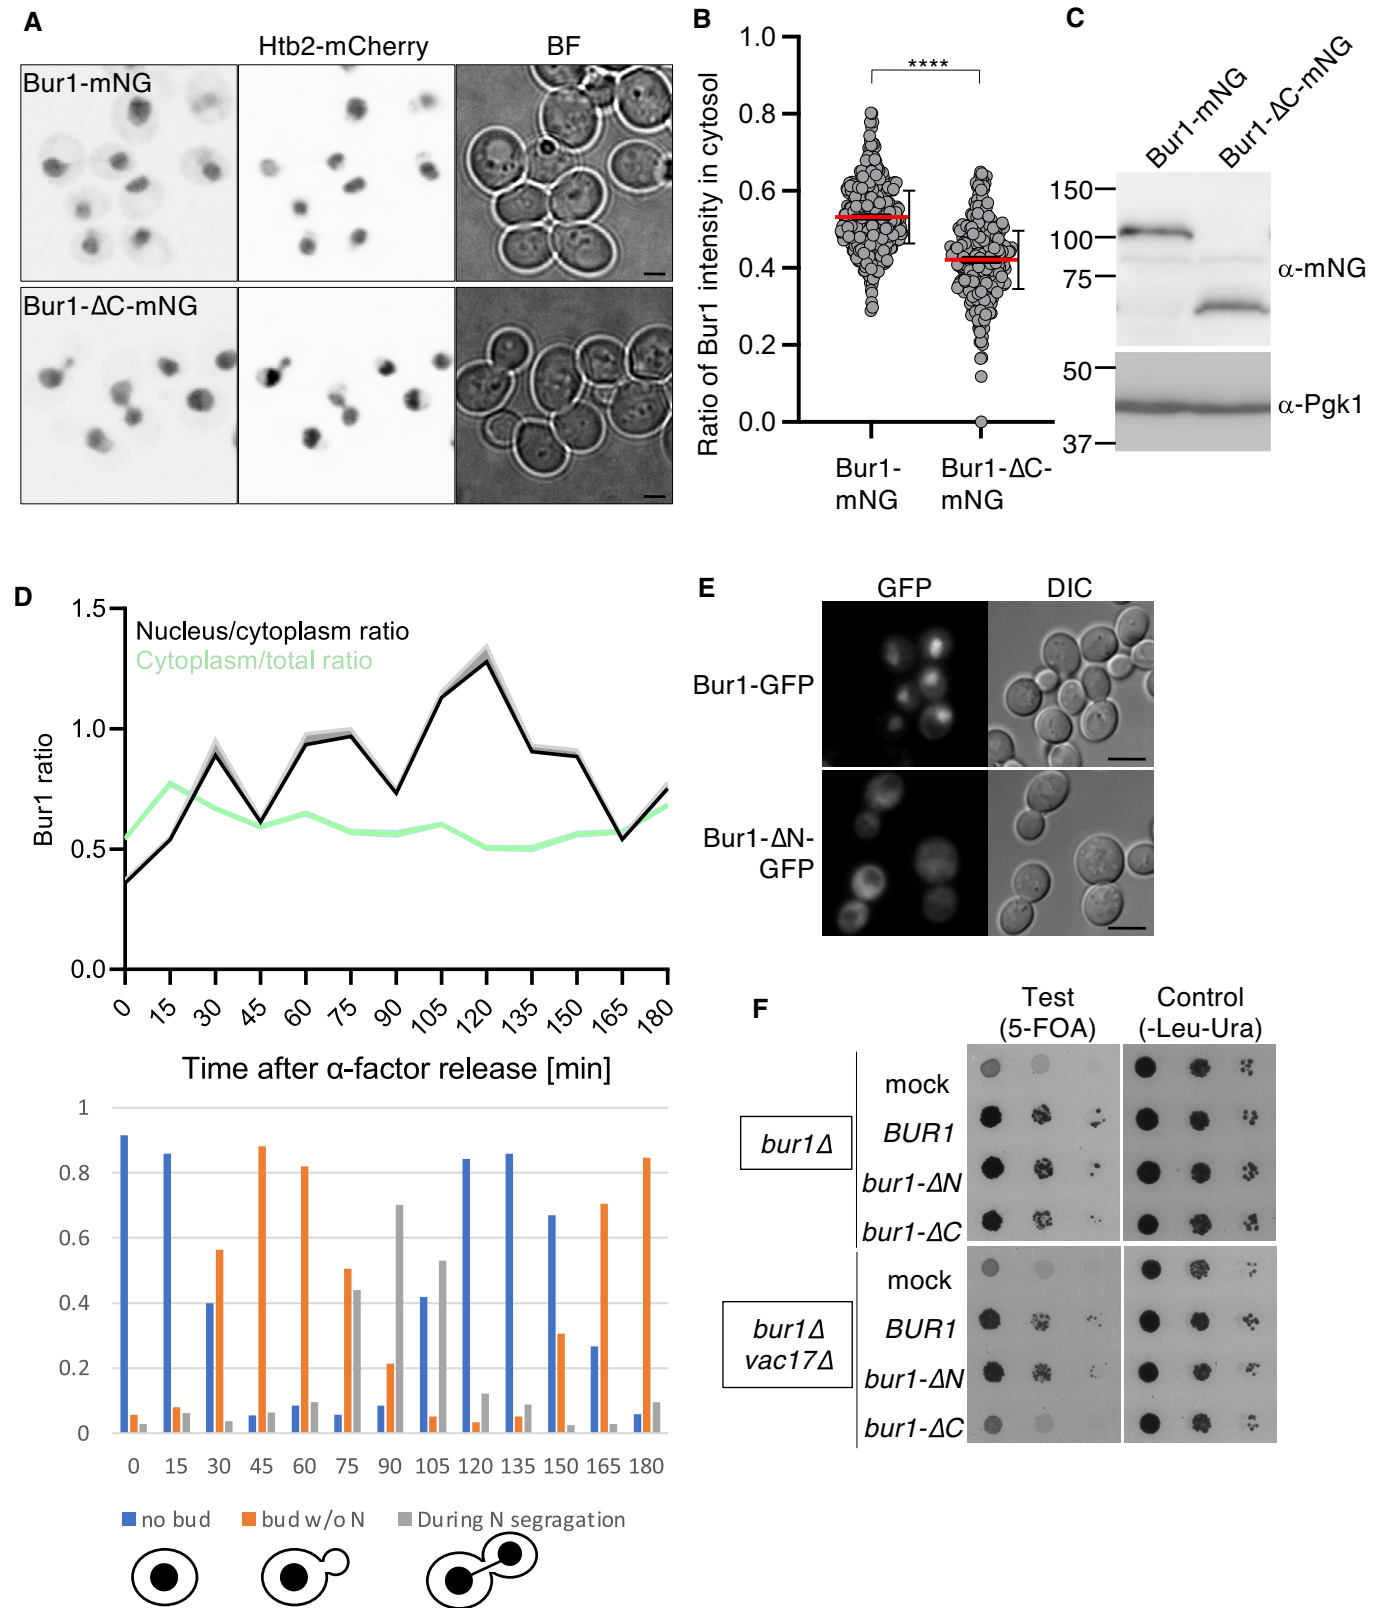 A
Htb2-mCherry
BF
Bur1-mNG
Bur1-ΔC-mNG
B
Ratio of Bur1 intensity in cytosol
1.0
0.8
0.6
0.4
0.2
0.0
****
Bur1-
mNG
Bur1-ΔC-
mNG
C
Bur1-mNG
Bur1-ΔC-mNG
150
100
75
α-mNG
50
37
α-Pgk1
D
Bur1 ratio
1.5
1.0
0.5
0.0
Nucleus/cytoplasm ratio
Cytoplasm/total ratio
0 15 30 45 60 75 90 105 120 135 150 165 180
Time after α-factor release [min]
1
0.8
0.6
0.4
0.2
0
0 15 30 45 60 75 90 105 120 135 150 165 180
no bud
bud w/o N
During N segragation
E
GFP
DIC
Bur1-GFP
Bur1-ΔN-
GFP
F
Test
(5-FOA)
Control
(-Leu-Ura)
bur1Δ
mock
BUR1
bur1-ΔN
bur1-ΔC
bur1Δ
vac17Δ
mock
BUR1
bur1-ΔN
bur1-ΔC